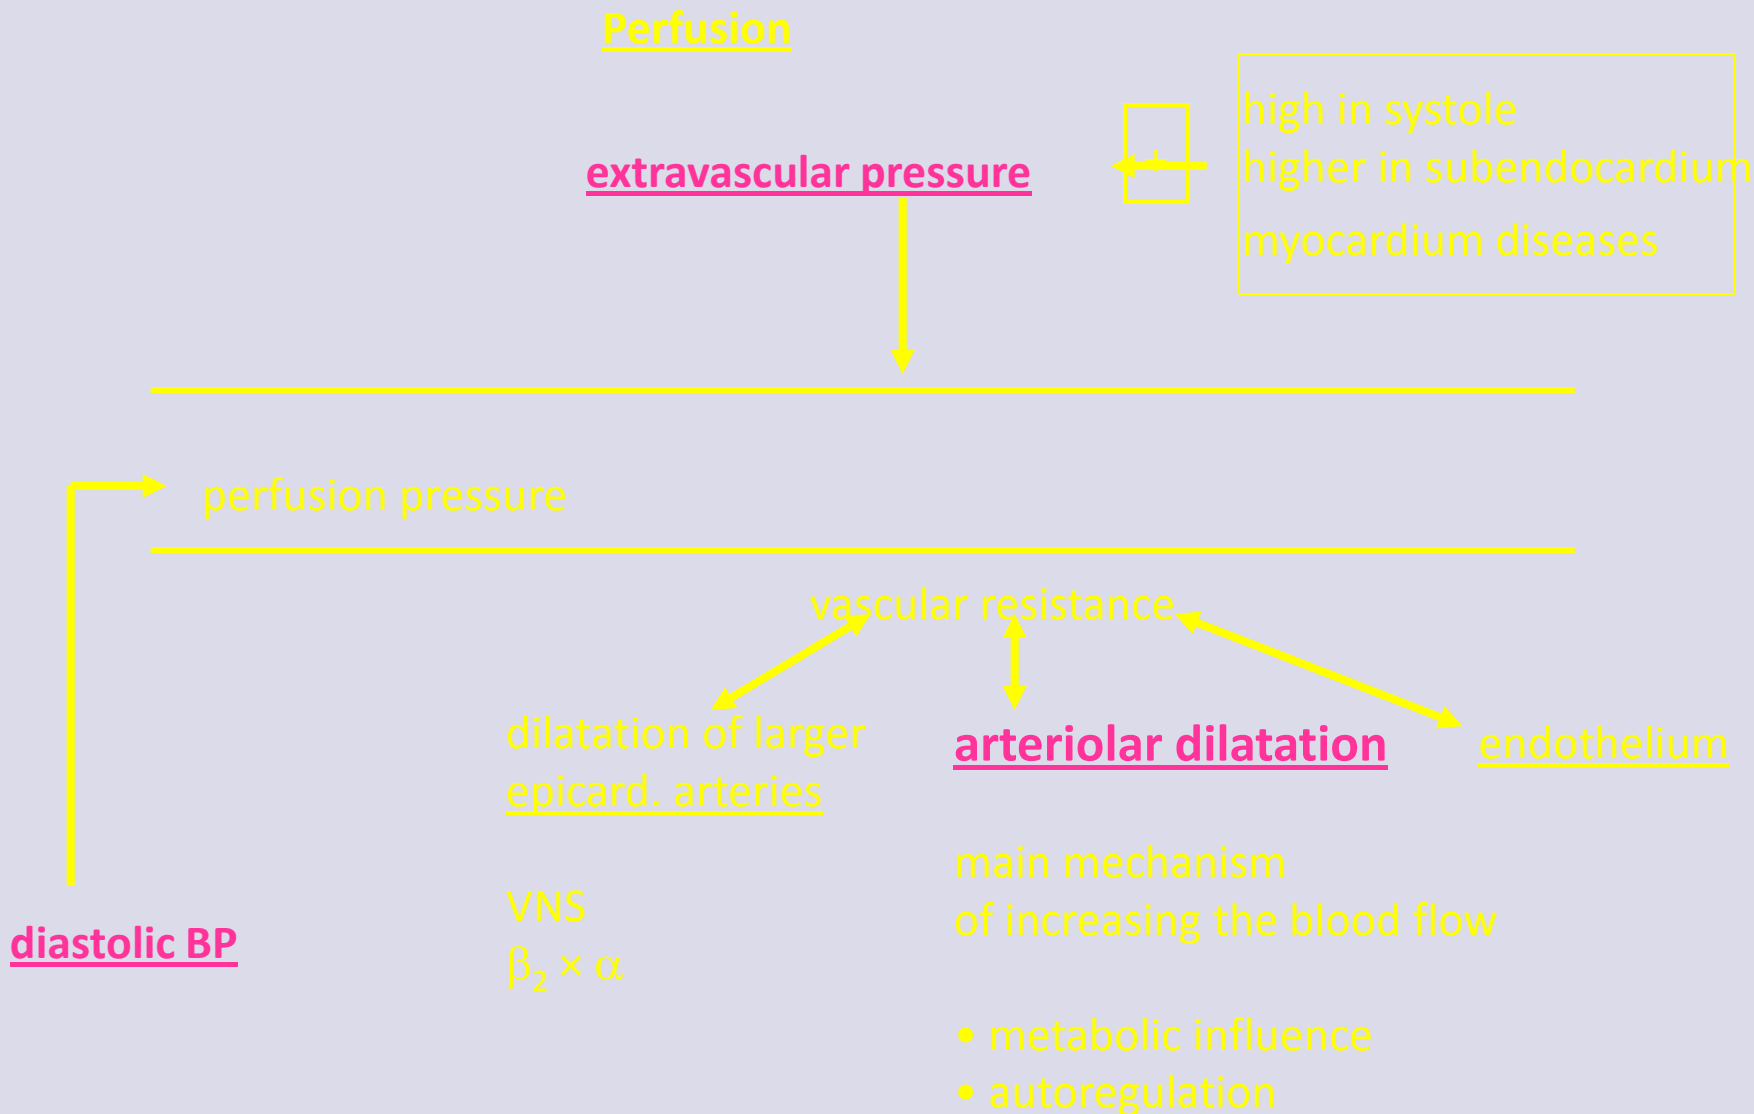 Perfusion
high in systole
extravascular pressure
+
higher in subendocardium
myocardium diseases
perfusion pressure
vascular resistance
dilatation of larger
epicard. arteries
arteriolar dilatation
endothelium
main mechanism
of increasing the blood flow
VNS
β₂ × α
diastolic BP
• metabolic influence
• autoregulation